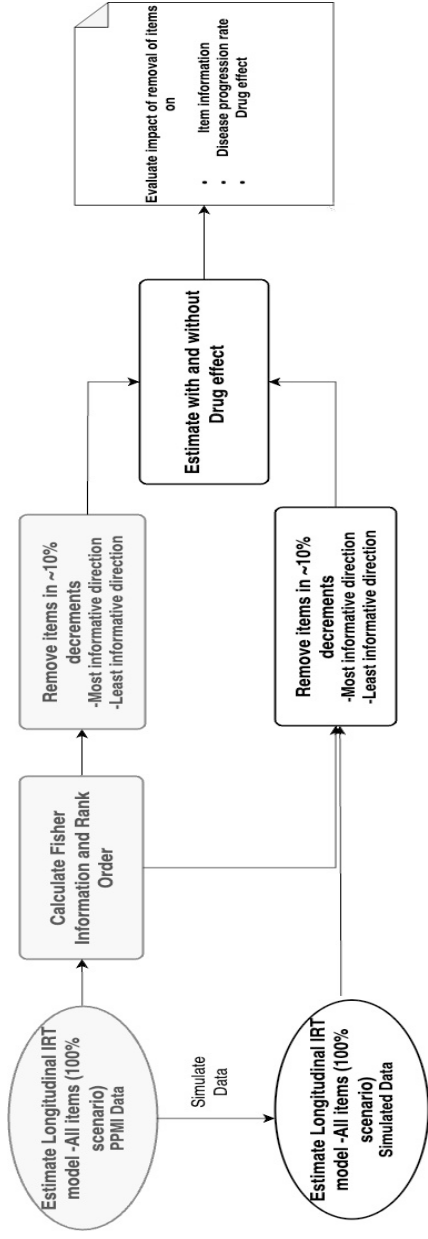 Estimate Longitudinal IRT
model -All items (100%
scenario)
PPMI Data
Calculate Fisher
Information and Rank
Order
Remove items in ~10%
decrements
-Most informative direction
-Least informative direction
Simulate
Data
Estimate Longitudinal IRT
model -All items (100%
scenario)
Simulated Data
Remove items in ~10%
decrements
-Most informative direction
-Least informative direction
Estimate with and without
Drug effect
Evaluate impact of removal of items
on
• Item information
• Disease progression rate
• Drug effect